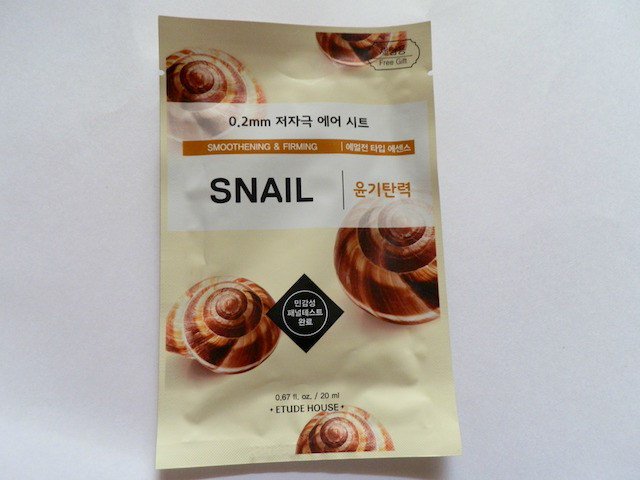 Free Gift
0.2mm 저자극 에어 시트
SMOOTHENING & FIRMING | 에멀전 타입 에센스
SNAIL | 윤기탄력
민감성
패널테스트
완료
0.67 fl. oz. / 20 ml
• ETUDE HOUSE •